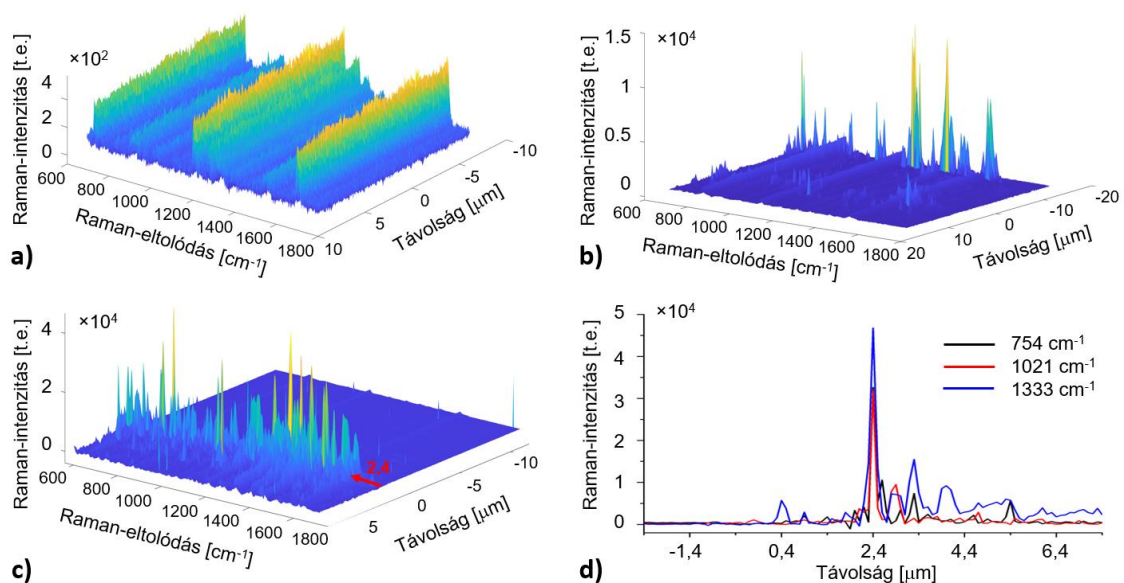 ×10²
Raman-intenzitás [t.e.]
4
2
0
600
800
1000
1200
1400
1600
1800
Raman-eltolódás [cm⁻¹]
10
5
0
-5
-10
Távolság [µm]
a)
×10⁴
Raman-intenzitás [t.e.]
1.5
1
0.5
0
600
800
1000
1200
1400
1600
1800
Raman-eltolódás [cm⁻¹]
20
10
0
-10
-20
Távolság [µm]
b)
×10⁴
Raman-intenzitás [t.e.]
4
2
0
600
800
1000
1200
1400
1600
1800
Raman-eltolódás [cm⁻¹]
2,4
5
0
-5
-10
Távolság [µm]
c)
×10⁴
Raman-intenzitás [t.e.]
5
4
3
2
1
0
754 cm⁻¹
1021 cm⁻¹
1333 cm⁻¹
-1,4 0,4 2,4 4,4 6,4
Távolság [µm]
d)